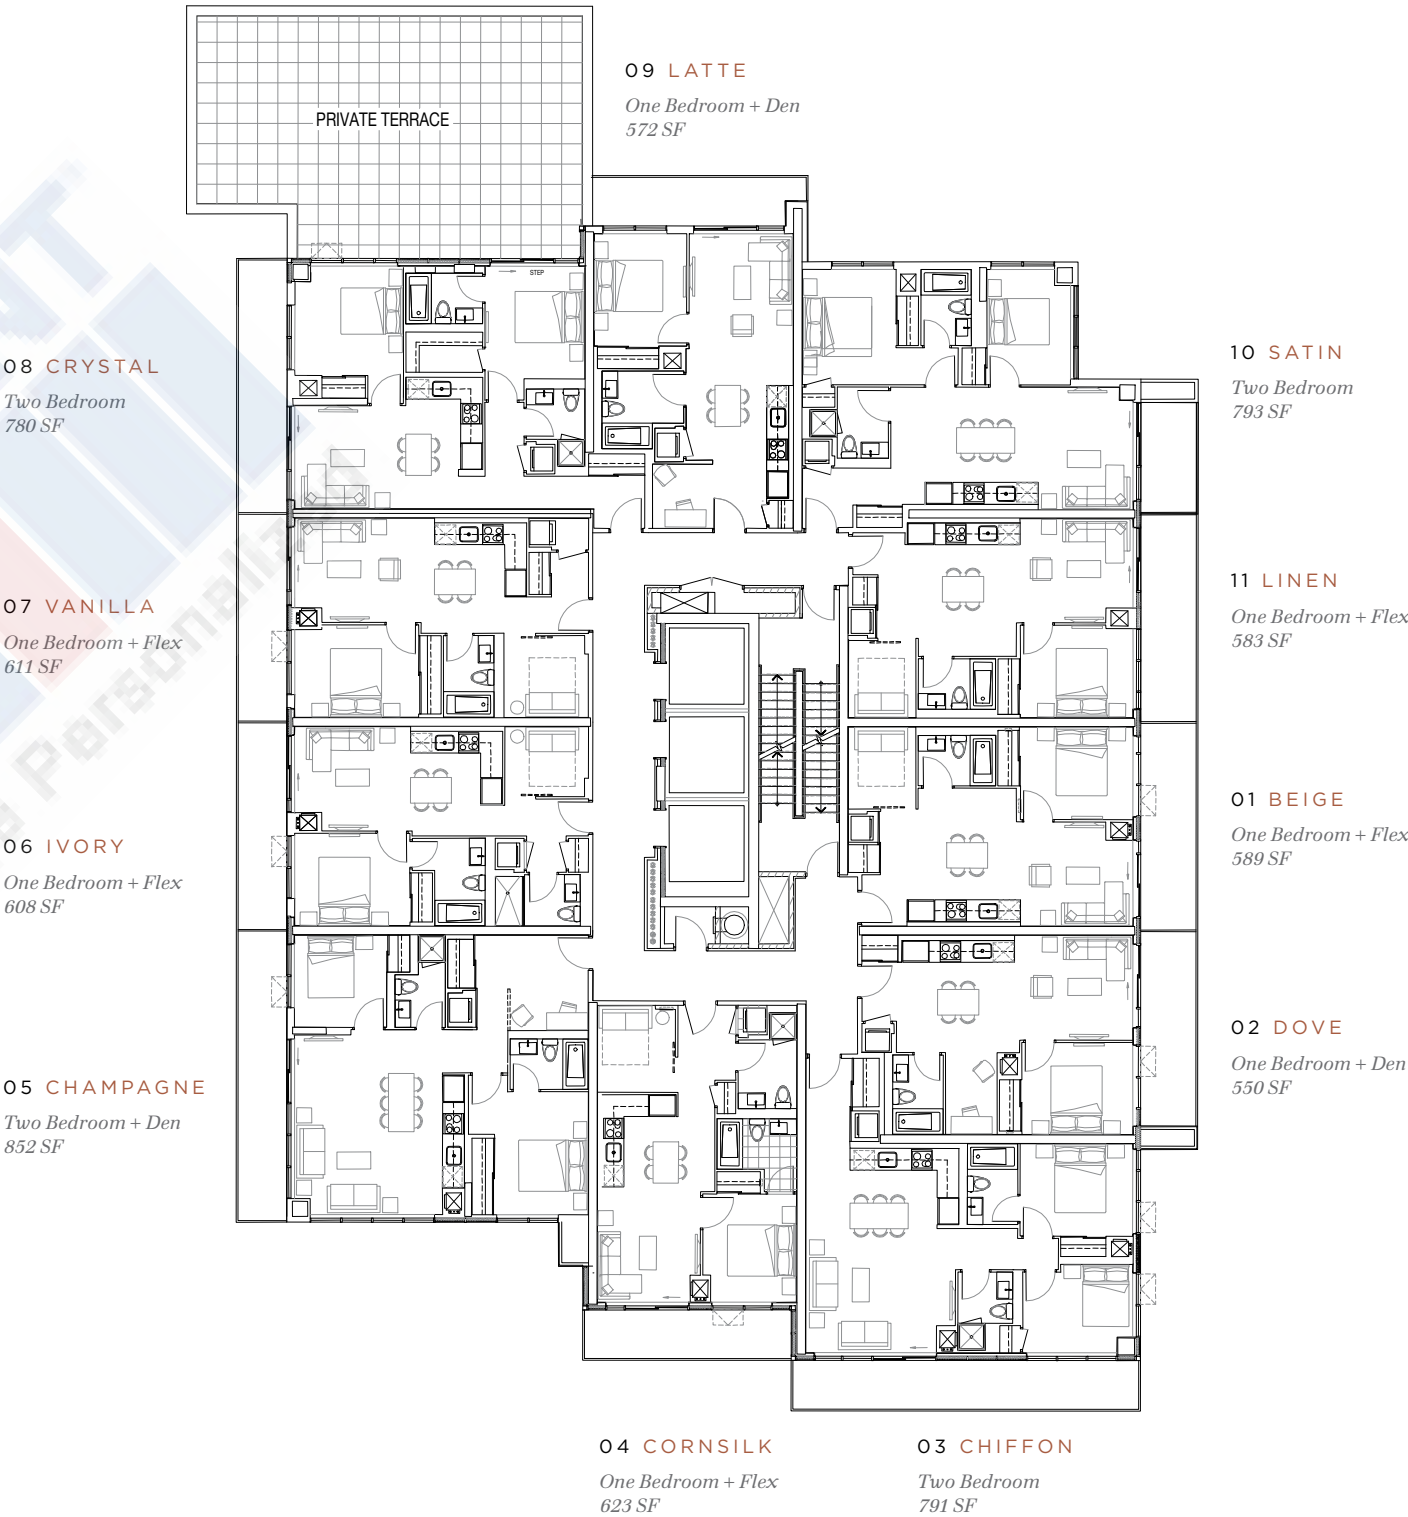 09 LATTE
One Bedroom + Den
572 SF
PRIVATE TERRACE
STEP
08 CRYSTAL
Two Bedroom
780 SF
10 SATIN
Two Bedroom
793 SF
07 VANILLA
One Bedroom + Flex
611 SF
11 LINEN
One Bedroom + Flex
583 SF
06 IVORY
One Bedroom + Flex
608 SF
01 BEIGE
One Bedroom + Flex
589 SF
05 CHAMPAGNE
Two Bedroom + Den
852 SF
02 DOVE
One Bedroom + Den
550 SF
04 CORNSILK
One Bedroom + Flex
623 SF
03 CHIFFON
Two Bedroom
791 SF